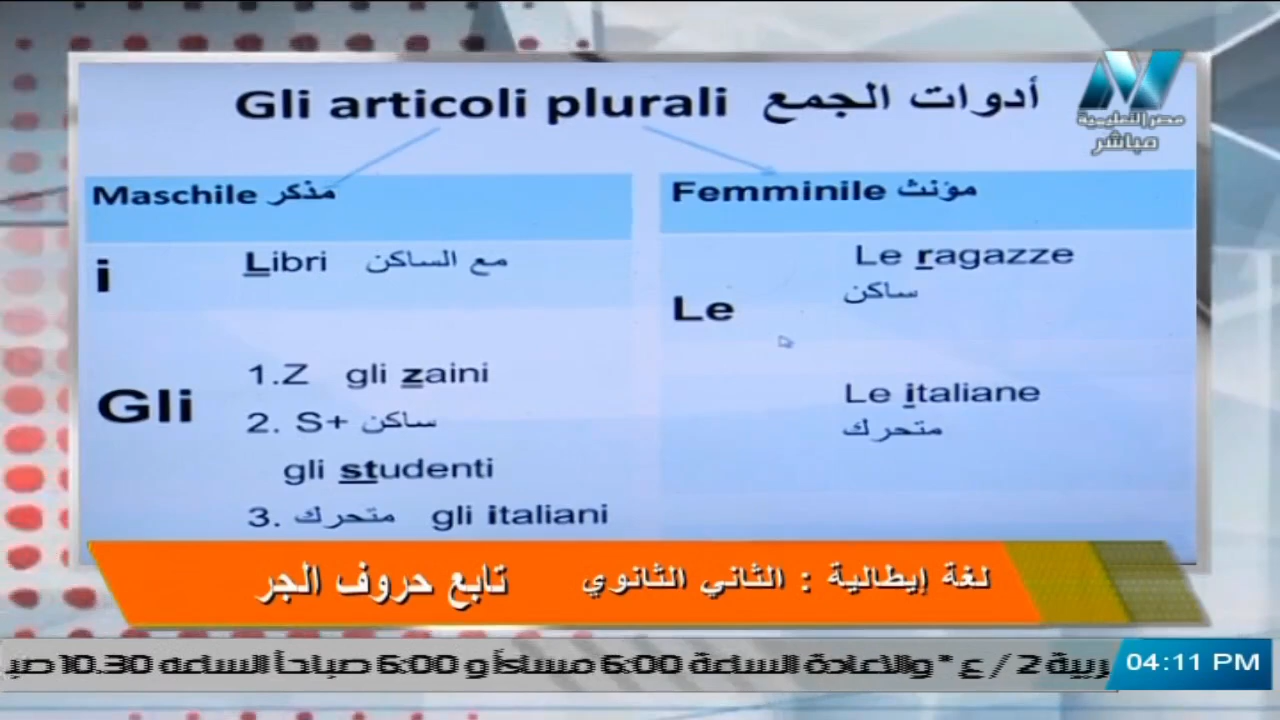 Gli articoli plurali أدوات الجمع
مصر التعليمية
مباشر
Maschile مذكر
i
Libri مع الساكن
Gli
1.Z gli zaini
2. S+ ساكن
gli studenti
3. متحرك gli italiani
Femminile مؤنث
Le
Le ragazze
ساكن
Le italiane
متحرك
لغة إيطالية : الثاني الثانوي تابع حروف الجر
ربية 2 / ع * والاعادة الساعة 6:00 مساءاً و 6:00 صباحاً الساعه 10.30 صب
04:11 PM